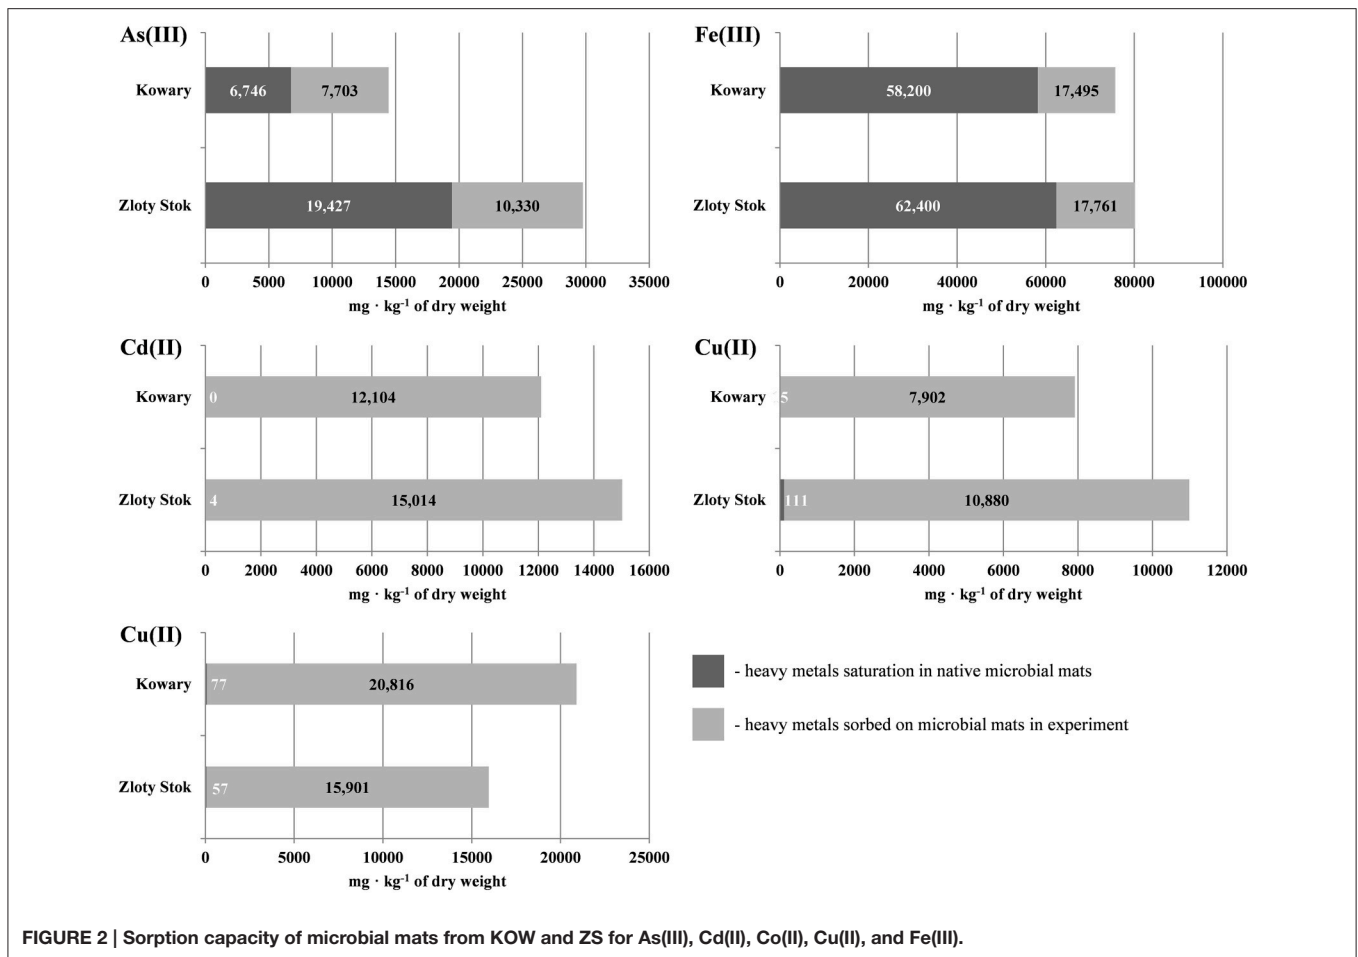 As(III)
Kowary
6,746
7,703
Zloty Stok
19,427
10,330
0 5000 10000 15000 20000 25000 30000 35000
mg · kg⁻¹ of dry weight
Fe(III)
Kowary
58,200
17,495
Zloty Stok
62,400
17,761
0 20000 40000 60000 80000 100000
mg · kg⁻¹ of dry weight
Cd(II)
Kowary
0
12,104
Zloty Stok
4
15,014
0 2000 4000 6000 8000 10000 12000 14000 16000
mg · kg⁻¹ of dry weight
Cu(II)
Kowary
7,902
Zloty Stok
111
10,880
0 2000 4000 6000 8000 10000 12000
mg · kg⁻¹ of dry weight
Cu(II)
Kowary
77
20,816
Zloty Stok
57
15,901
0 5000 10000 15000 20000 25000
mg · kg⁻¹ of dry weight
- heavy metals saturation in native microbial mats
- heavy metals sorbed on microbial mats in experiment
FIGURE 2 | Sorption capacity of microbial mats from KOW and ZS for As(III), Cd(II), Co(II), Cu(II), and Fe(III).